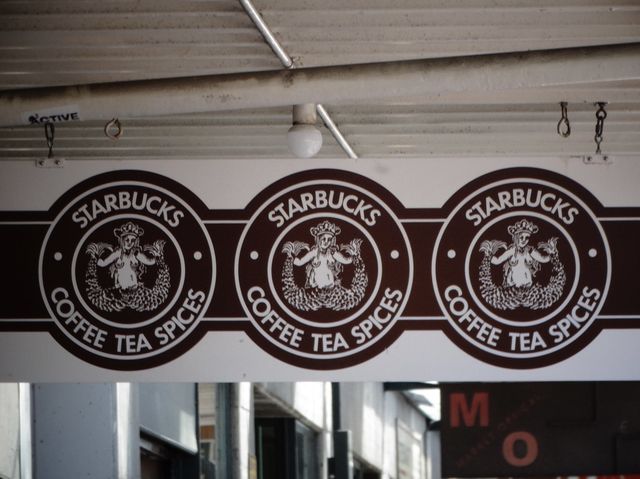 ACTIVE
STARBUCKS
COFFEE TEA SPICES
STARBUCKS
COFFEE TEA SPICES
STARBUCKS
COFFEE TEA SPICES
M
O